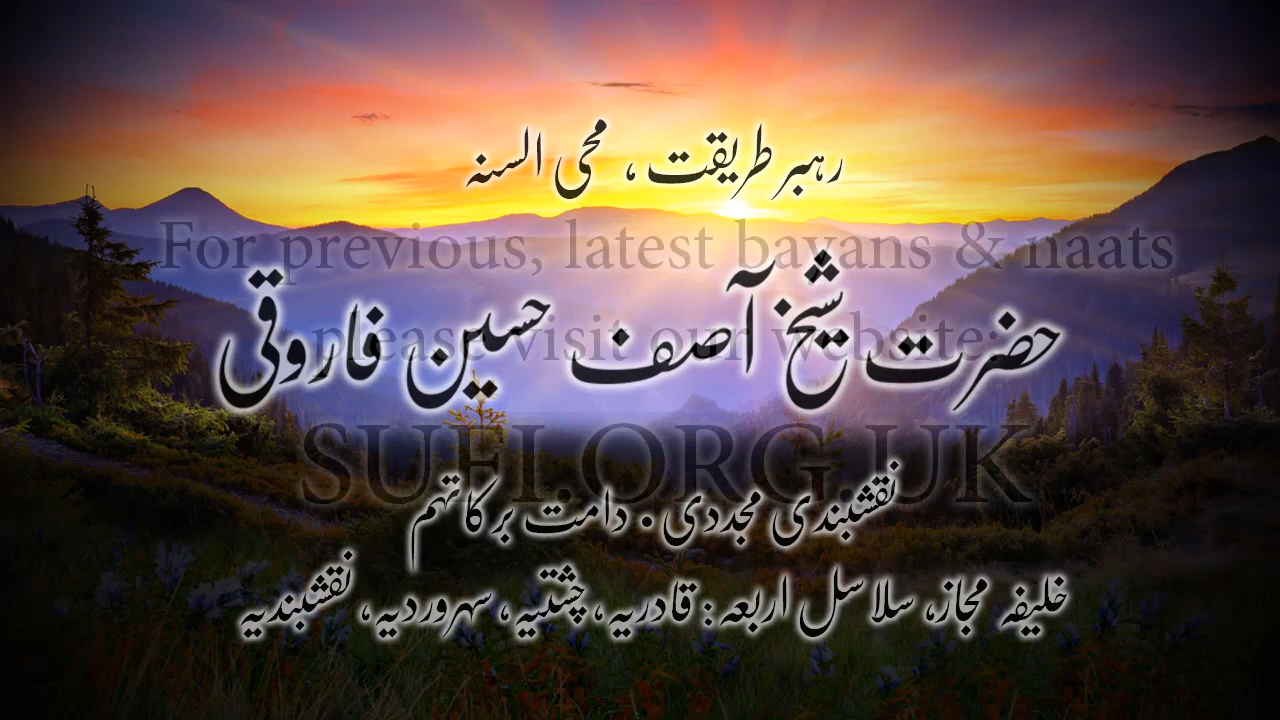 رہبر طریقت، محی السنہ
For previous, latest bayans & naats
حضرت شیخ آصف حسین فاروقی
please visit our website:
SUFI.ORG.UK
نقشبندی مجددی . دامت برکاتہم
خلیفہ مجاز، سلاسل اربعہ: قادریہ، چشتیہ، سہروردیہ، نقشبندیہ